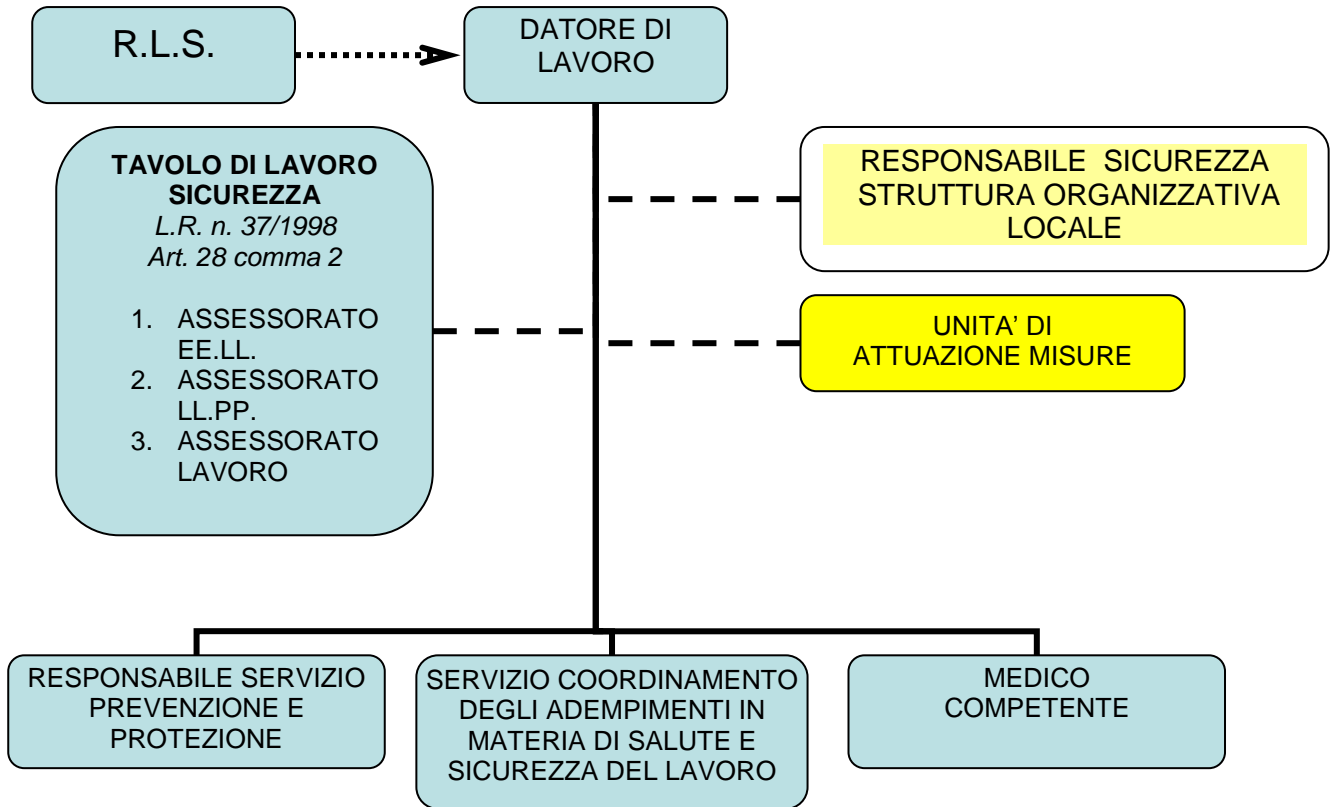 R.L.S.
DATORE DI
LAVORO
TAVOLO DI LAVORO
SICUREZZA
L.R. n. 37/1998
Art. 28 comma 2
1. ASSESSORATO
EE.LL.
2. ASSESSORATO
LL.PP.
3. ASSESSORATO
LAVORO
RESPONSABILE SICUREZZA
STRUTTURA ORGANIZZATIVA
LOCALE
UNITA’ DI
ATTUAZIONE MISURE
RESPONSABILE SERVIZIO
PREVENZIONE E
PROTEZIONE
SERVIZIO COORDINAMENTO
DEGLI ADEMPIMENTI IN
MATERIA DI SALUTE E
SICUREZZA DEL LAVORO
MEDICO
COMPETENTE